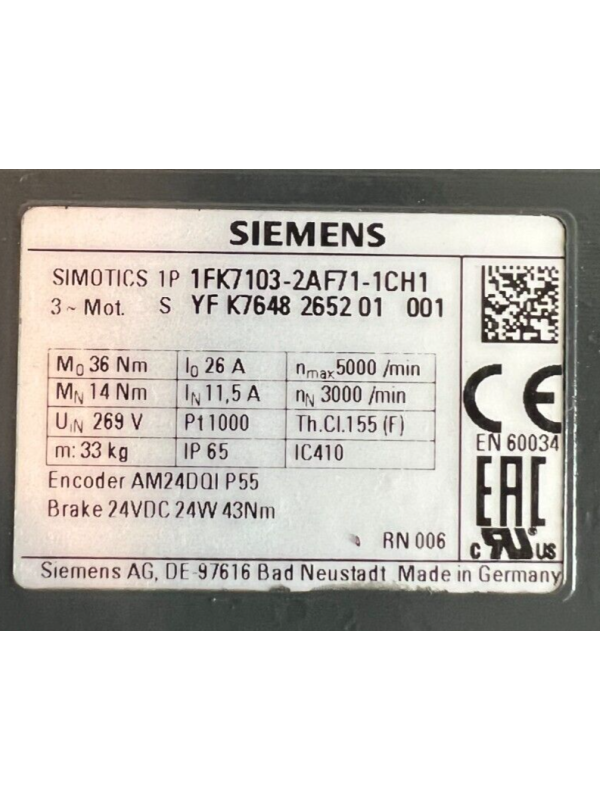 SIEMENS
SIMOTICS 1P 1FK7103-2AF71-1CH1
3 ~ Mot. S YF K7648 2652 01 001
M0 36 Nm I0 26 A nmax 5000 /min
MN 14 Nm IN 11,5 A nN 3000 /min
UiN 269 V Pt1000 Th.Cl.155 (F)
m: 33 kg IP 65 IC410
CE
EN 60034
Encoder AM24DQI P55
Brake 24VDC 24W 43Nm
EAC
RN 006
c UR US
Siemens AG, DE-97616 Bad Neustadt Made in Germany